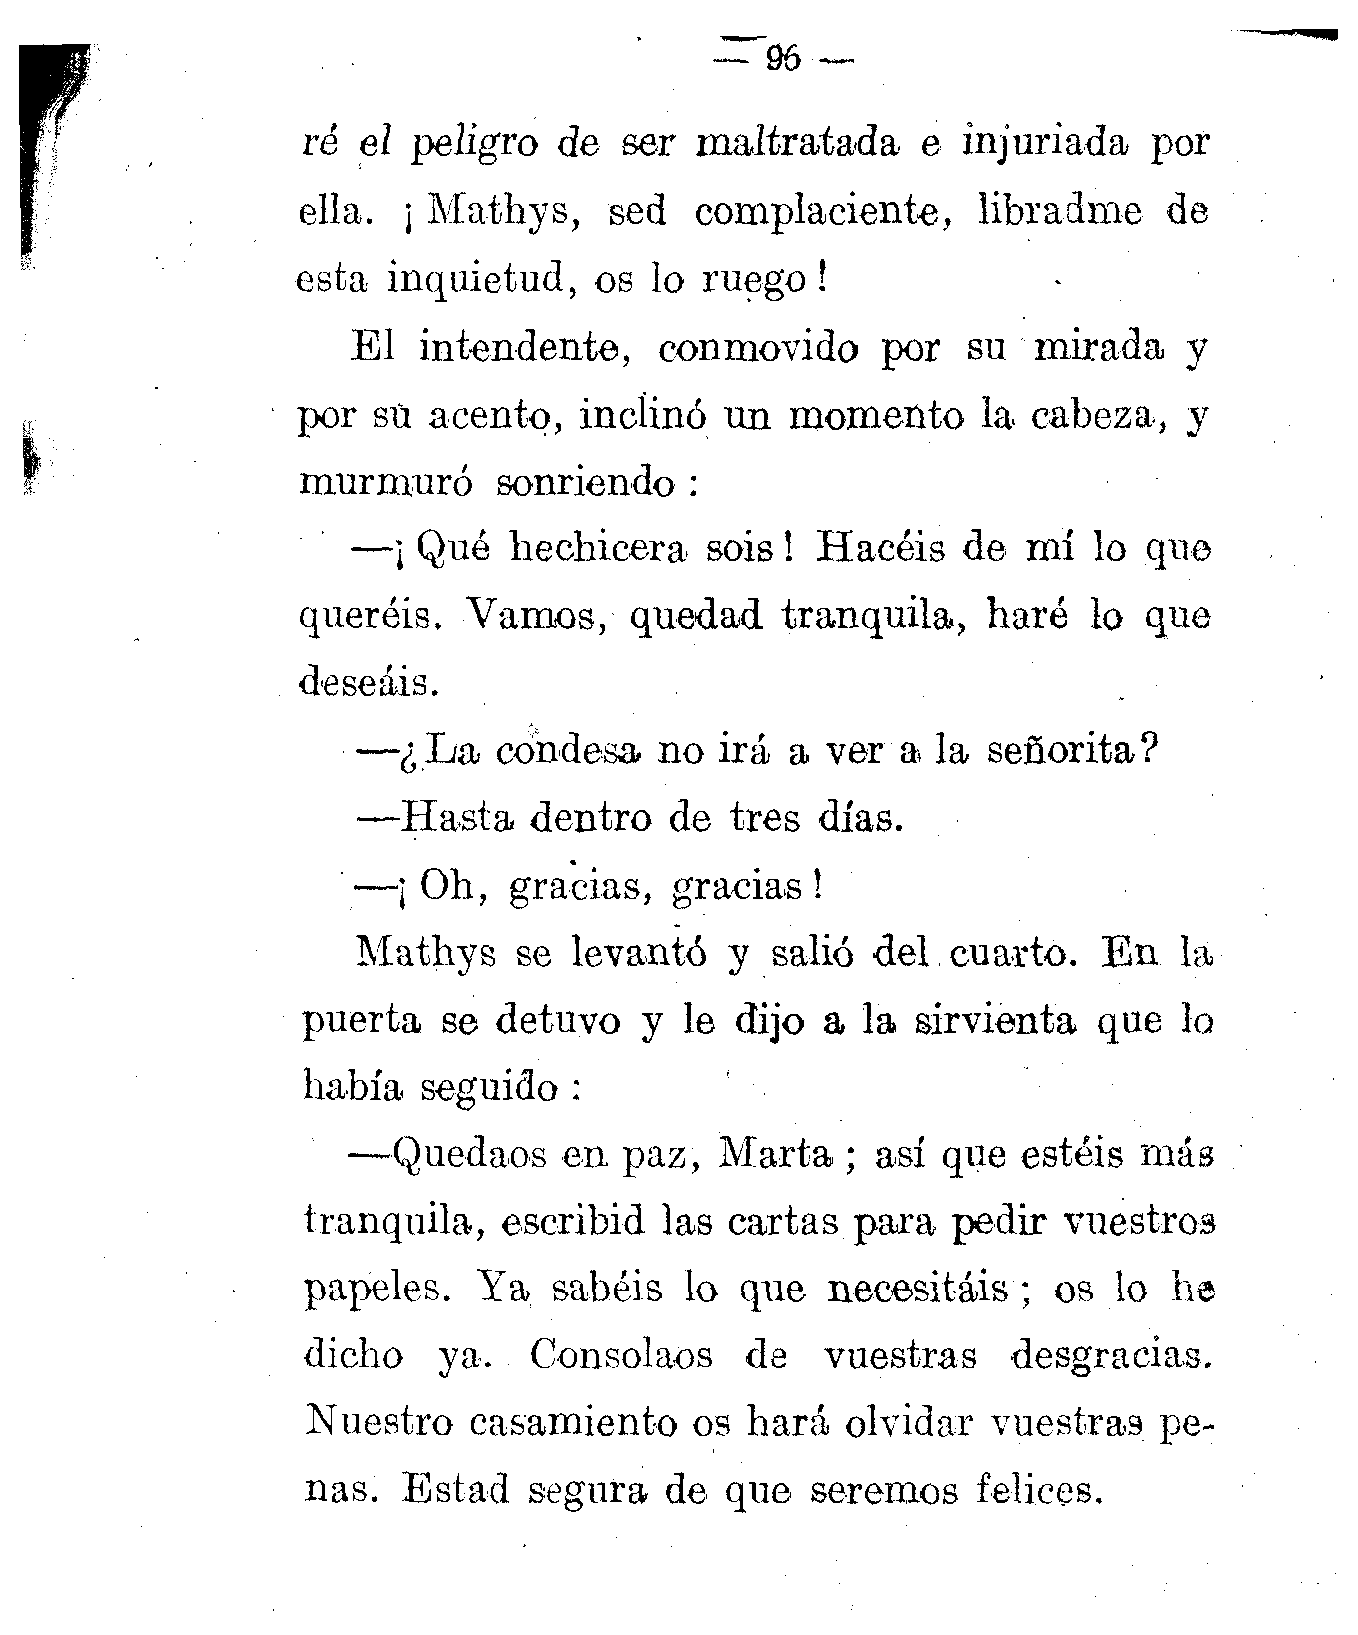 — 96 —
ré el peligro de ser maltratada e injuriada por
ella. ¡ Mathys, sed complaciente, libradme de
esta inquietud, os lo ruego !
El intendente, conmovido por su mirada y
por su acento, inclinó un momento la cabeza, y
murmuró sonriendo :
—¡ Qué hechicera sois ! Hacéis de mí lo que
queréis. Vamos, quedad tranquila, haré lo que
deseáis.
—¿ La condesa no irá a ver a la señorita?
—Hasta dentro de tres días.
—¡ Oh, gracias, gracias !
Mathys se levantó y salió del cuarto. En la
puerta se detuvo y le dijo a la sirvienta que lo
había seguido :
—Quedaos en paz, Marta ; así que estéis más
tranquila, escribid las cartas para pedir vuestros
papeles. Ya sabéis lo que necesitáis ; os lo he
dicho ya. Consolaos de vuestras desgracias.
Nuestro casamiento os hará olvidar vuestras pe-
nas. Estad segura de que seremos felices.